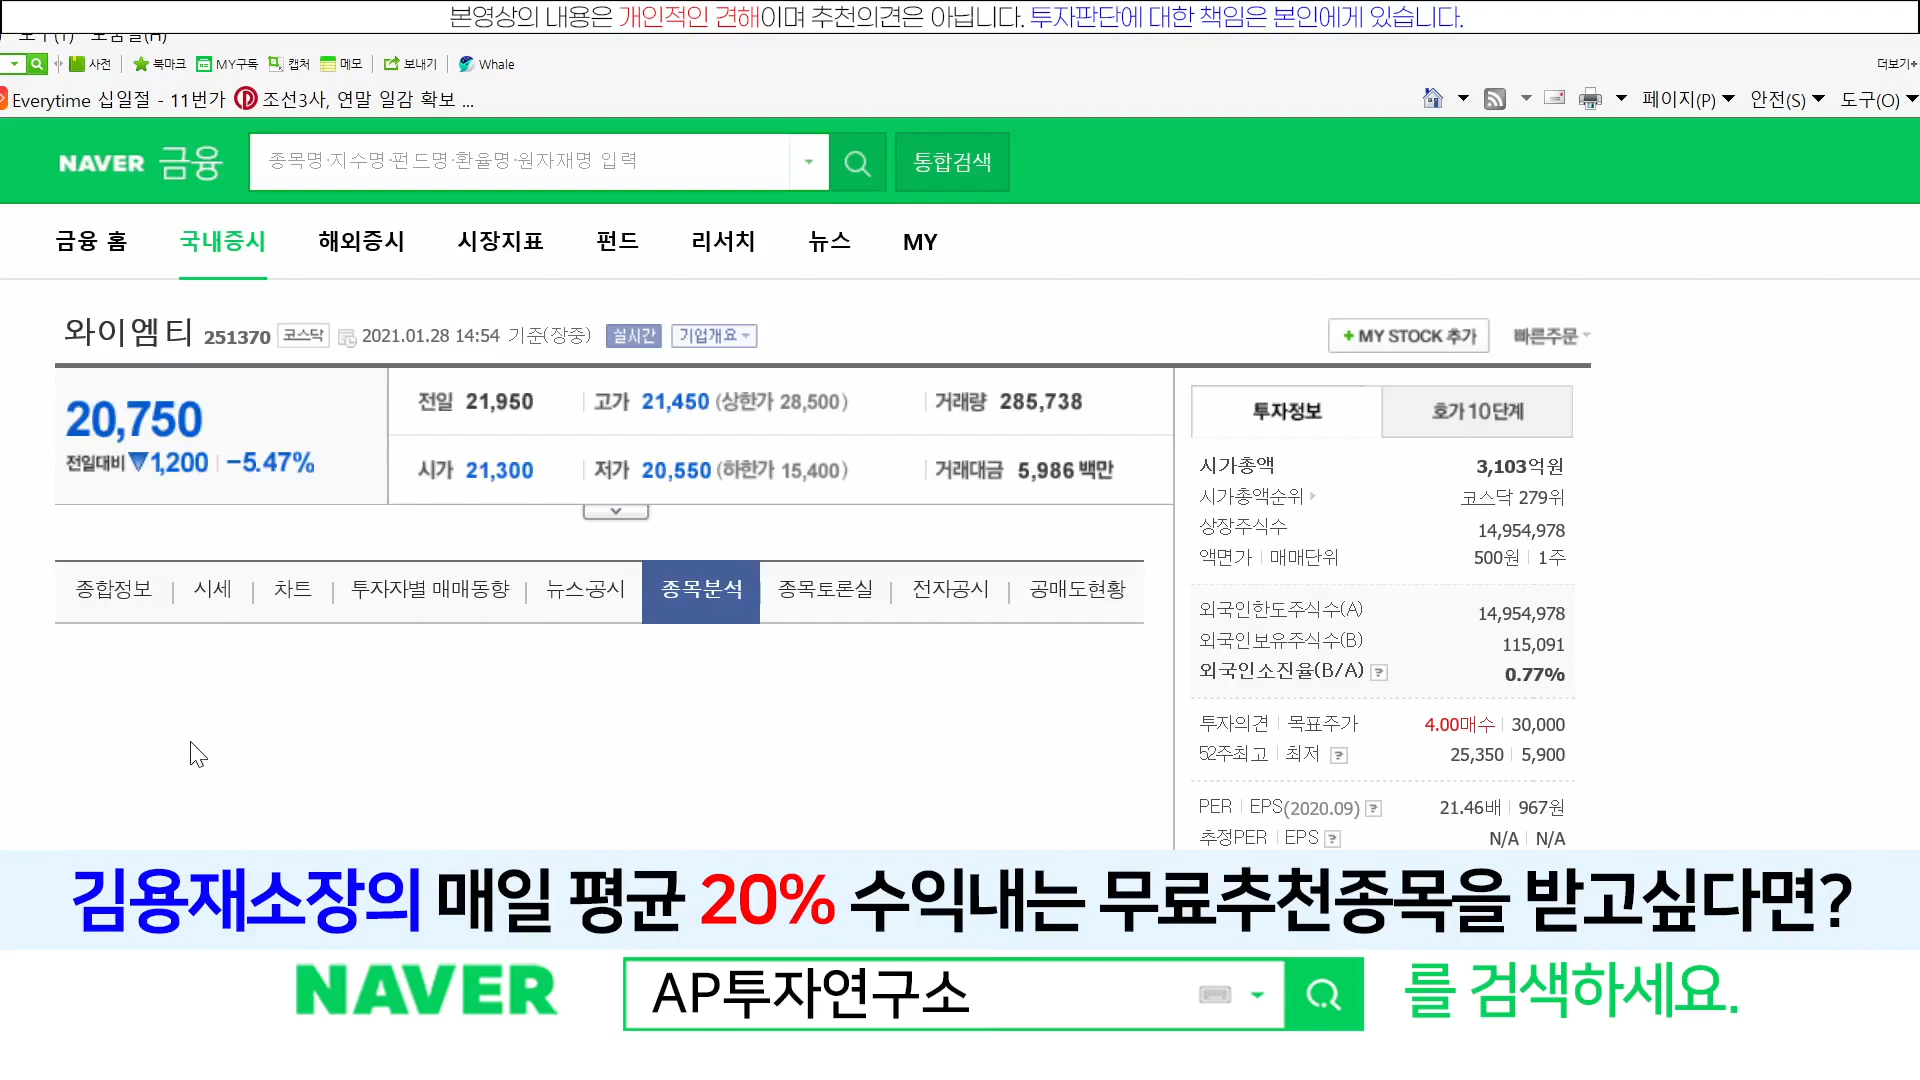 본영상의 내용은 개인적인 견해이며 추천의견은 아닙니다. 투자판단에 대한 책임은 본인에게 있습니다.
사전 북마크 MY구독 캡처 메모 보내기 Whale 더보기+
Everytime 십일절 - 11번가 조선3사, 연말 일감 확보 ... 페이지(P) 안전(S) 도구(O)
NAVER 금융 종목명·지수명·펀드명·환율명·원자재명 입력 통합검색
금융 홈 국내증시 해외증시 시장지표 펀드 리서치 뉴스 MY
와이엠티 251370 코스닥 2021.01.28 14:54 기준(장중) 실시간 기업개요 + MY STOCK 추가 빠른주문
20,750
전일대비 ▼1,200 -5.47%
전일 21,950 고가 21,450 (상한가 28,500) 거래량 285,738
시가 21,300 저가 20,550 (하한가 15,400) 거래대금 5,986 백만
투자정보 호가 10단계
시가총액 3,103억원
시가총액순위 코스닥 279위
상장주식수 14,954,978
액면가 매매단위 500원 1주
외국인한도주식수(A) 14,954,978
외국인보유주식수(B) 115,091
외국인소진율(B/A) ? 0.77%
투자의견 목표주가 4.00매수 30,000
52주최고 최저 ? 25,350 5,900
PER EPS(2020.09) ? 21.46배 967원
추정PER EPS ? N/A N/A
종합정보 시세 차트 투자자별 매매동향 뉴스·공시 종목분석 종목토론실 전자공시 공매도현황
김용재소장의 매일 평균 20% 수익내는 무료추천종목을 받고싶다면?
NAVER AP투자연구소 를 검색하세요.